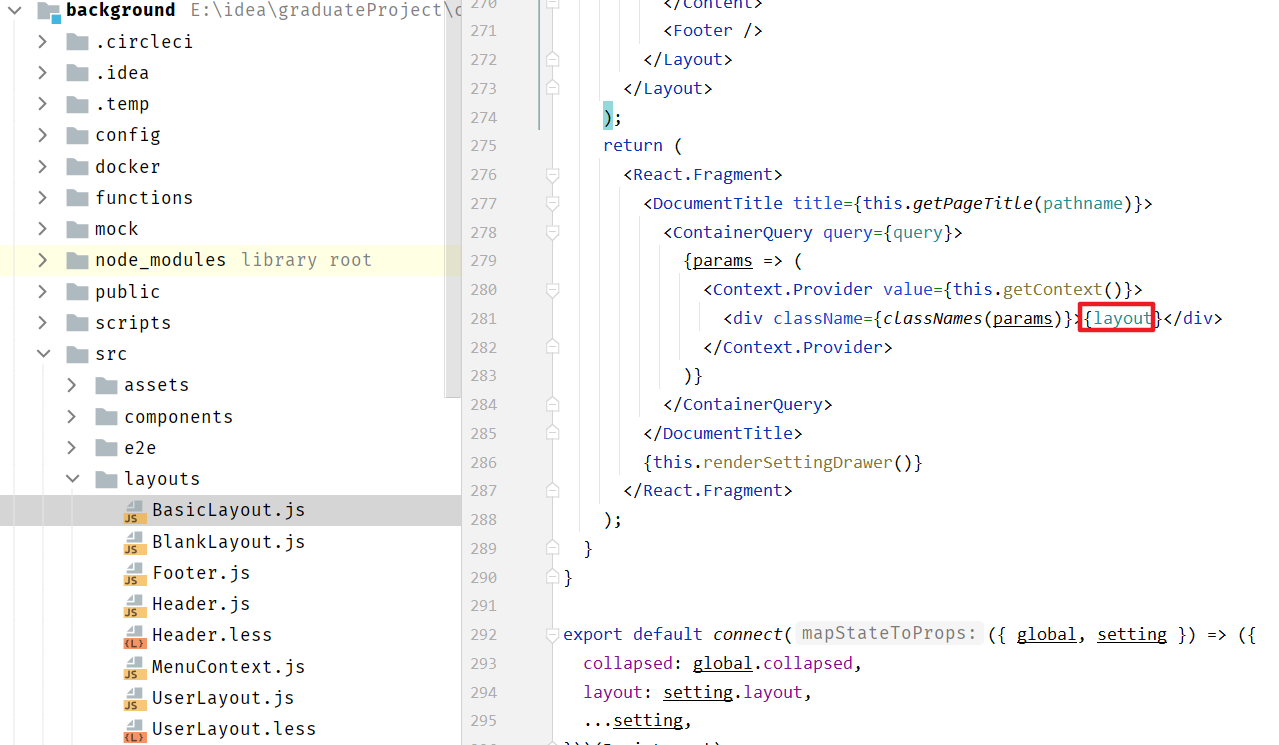 background E:\idea\graduateProject\
.circleci
.idea
.temp
config
docker
functions
mock
node_modules library root
public
scripts
src
assets
components
e2e
layouts
BasicLayout.js
BlankLayout.js
Footer.js
Header.js
Header.less
MenuContext.js
UserLayout.js
UserLayout.less
270 </Content>
271 <Footer />
272 </Layout>
273 </Layout>
274 );
275 return (
276 <React.Fragment>
277 <DocumentTitle title={this.getPageTitle(pathname)}>
278 <ContainerQuery query={query}>
279 {params => (
280 <Context.Provider value={this.getContext()}>
281 <div className={classNames(params)}>{layout}</div>
282 </Context.Provider>
283 )}
284 </ContainerQuery>
285 </DocumentTitle>
286 {this.renderSettingDrawer()}
287 </React.Fragment>
288 );
289 }
290 }
291
292 export default connect( mapStateToProps: ({ global, setting }) => ({
293 collapsed: global.collapsed,
294 layout: setting.layout,
295 ...setting,